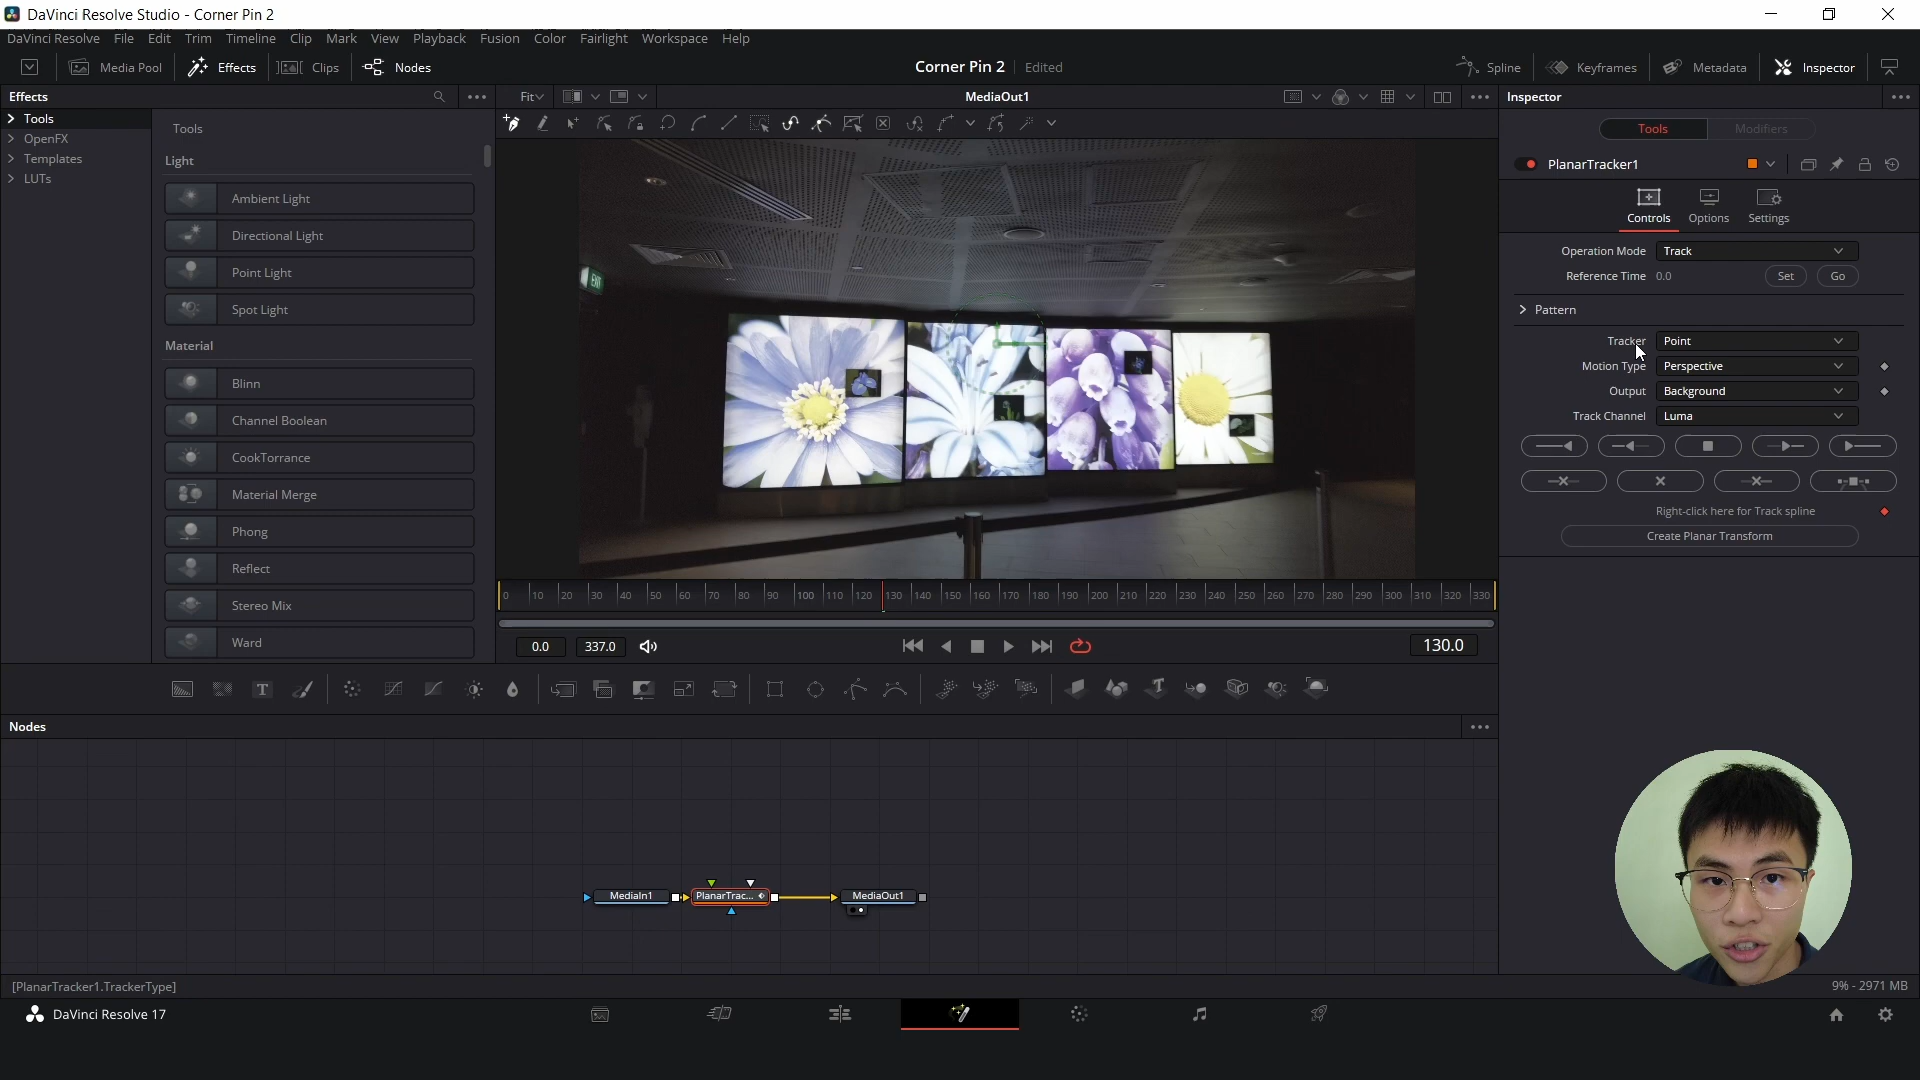 DaVinci Resolve Studio - Corner Pin 2
DaVinci Resolve File Edit Trim Timeline Clip Mark View Playback Fusion Color Fairlight Workspace Help
Media Pool Effects Clips Nodes
Corner Pin 2 Edited
Spline Keyframes Metadata Inspector
Effects
Fit
MediaOut1
Inspector
Tools
OpenFX
Templates
LUTs
Tools
Light
Ambient Light
Directional Light
Point Light
Spot Light
Material
Blinn
Channel Boolean
CookTorrance
Material Merge
Phong
Reflect
Stereo Mix
Ward
EXIT
0 10 20 30 40 50 60 70 80 90 100 110 120 130 140 150 160 170 180 190 200 210 220 230 240 250 260 270 280 290 300 310 320 330
0.0 337.0
130.0
Tools Modifiers
PlanarTracker1
Controls Options Settings
Operation Mode Track
Reference Time 0.0 Set Go
Pattern
Tracker Point
Motion Type Perspective
Output Background
Track Channel Luma
Right-click here for Track spline
Create Planar Transform
T
Nodes
MediaIn1 PlanarTrac... MediaOut1
[PlanarTracker1.TrackerType]
9% - 2971 MB
DaVinci Resolve 17